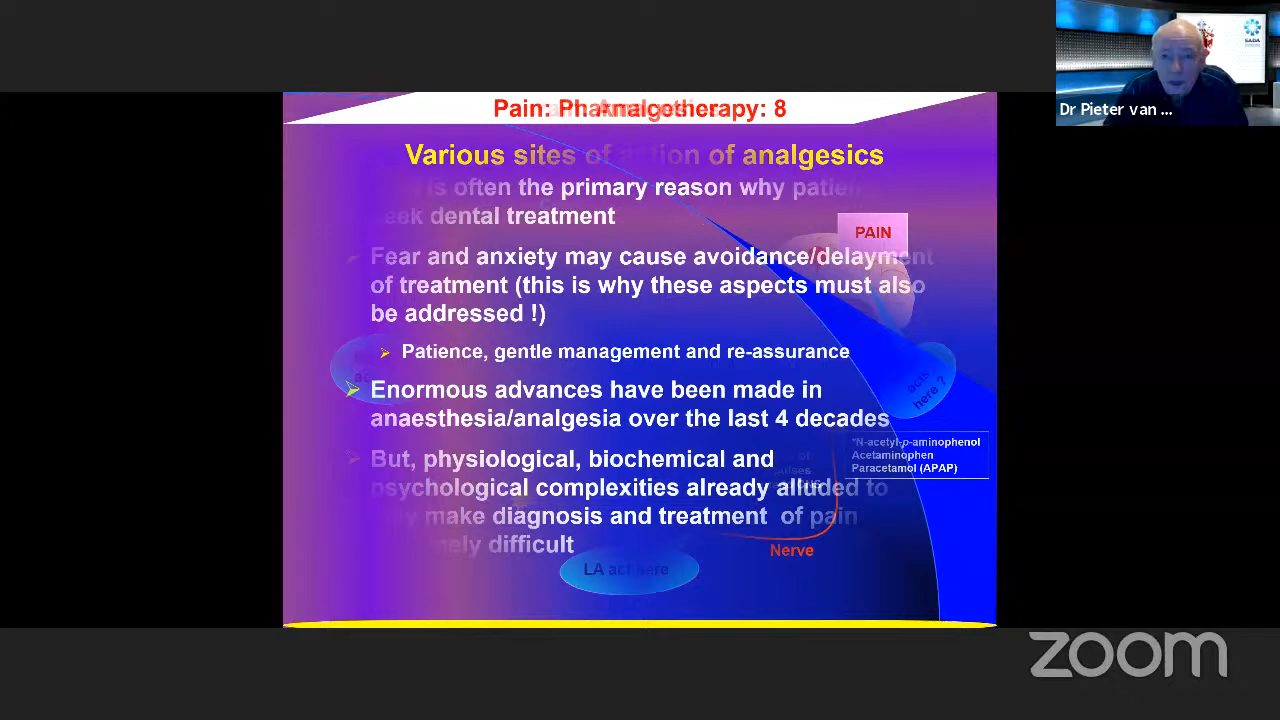 Dr Pieter van ...
SADA
Pain: Pharmacotherapy: 8
Various sites of action of analgesics
is often the primary reason why
seek dental treatment
Fear and anxiety may cause avoidance/delayment
of treatment (this is why these aspects must also
be addressed !)
Patience, gentle management and re-assurance
Enormous advances have been made in
anaesthesia/analgesia over the last 4 decades
But, physiological, biochemical and
psychological complexities already alluded to
make diagnosis and treatment of pain
difficult
PAIN
acts
here ?
*N-acetyl-p-aminophenol
Acetaminophen
Paracetamol (APAP)
Nerve
LA act here
zoom